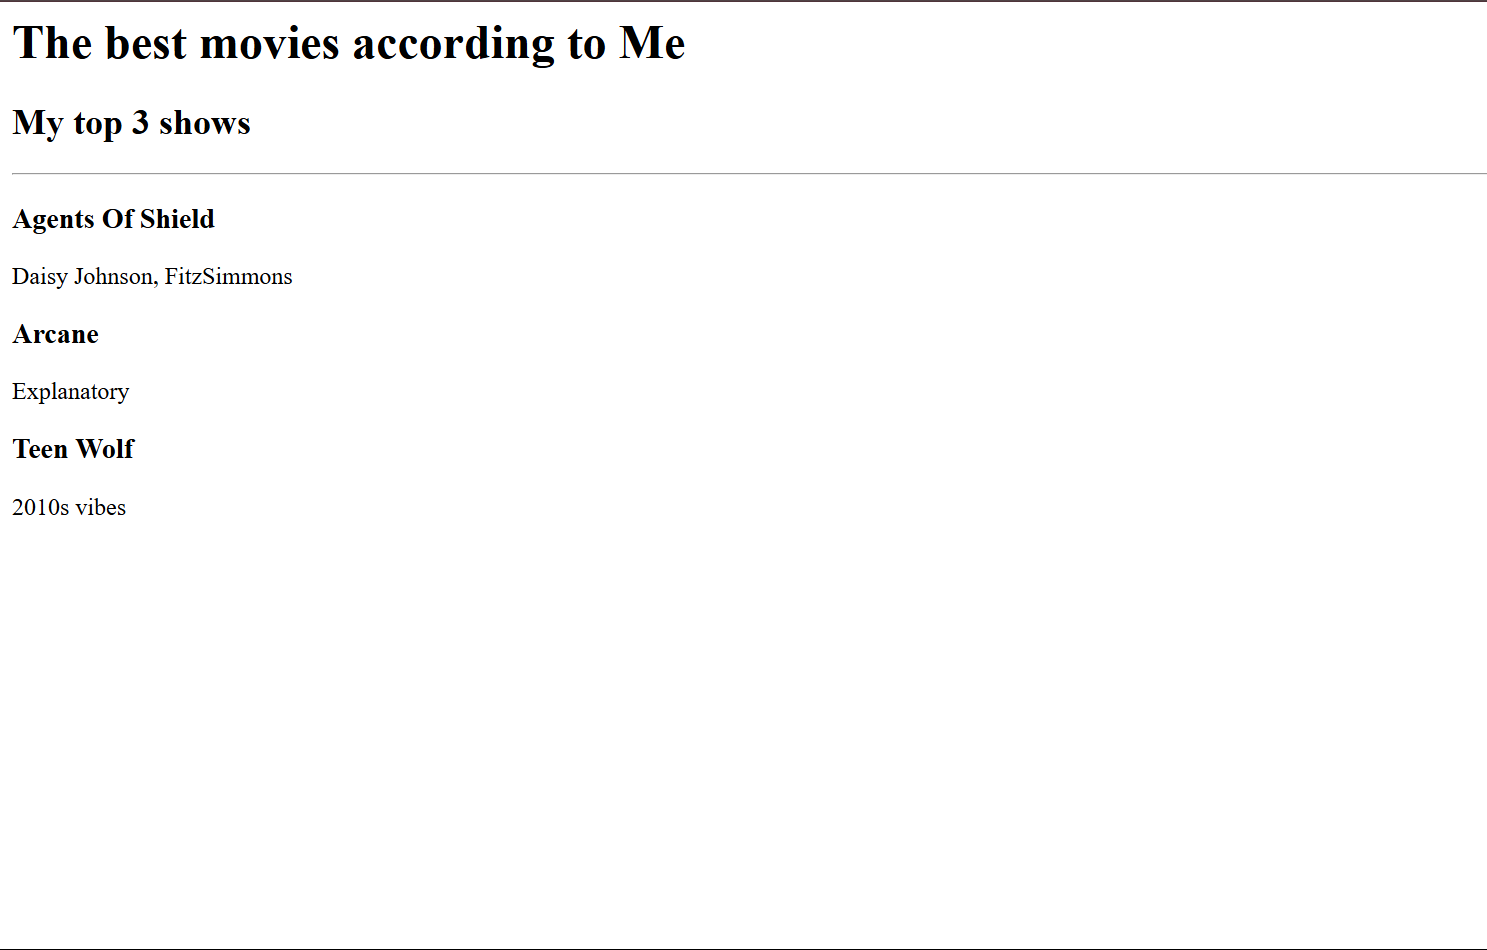 The best movies according to Me
My top 3 shows
Agents Of Shield
Daisy Johnson, FitzSimmons
Arcane
Explanatory
Teen Wolf
2010s vibes